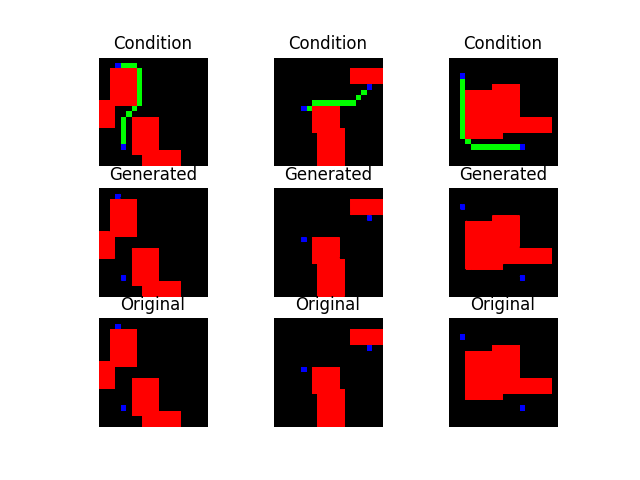 Condition Condition Condition
Generated Generated Generated
Original Original Original